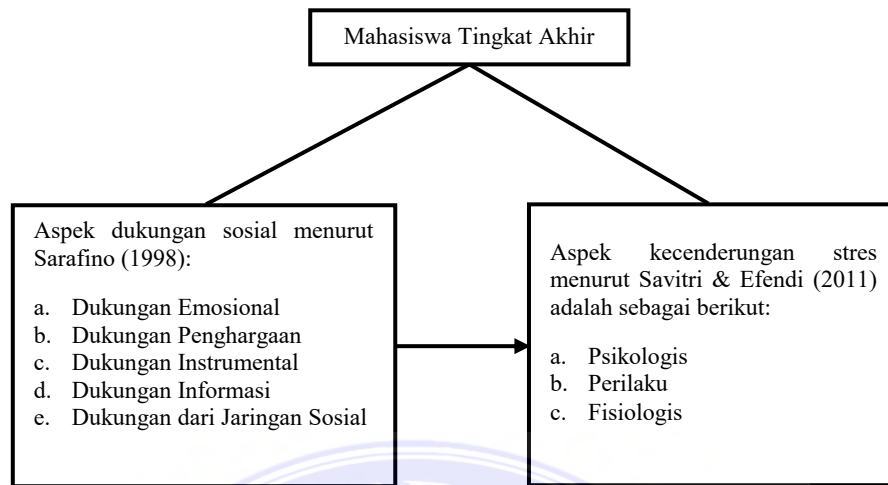 Mahasiswa Tingkat Akhir
Aspek dukungan sosial menurut
Sarafino (1998):
a. Dukungan Emosional
b. Dukungan Penghargaan
c. Dukungan Instrumental
d. Dukungan Informasi
e. Dukungan dari Jaringan Sosial
Aspek kecenderungan stres
menurut Savitri & Efendi (2011)
adalah sebagai berikut:
a. Psikologis
b. Perilaku
c. Fisiologis